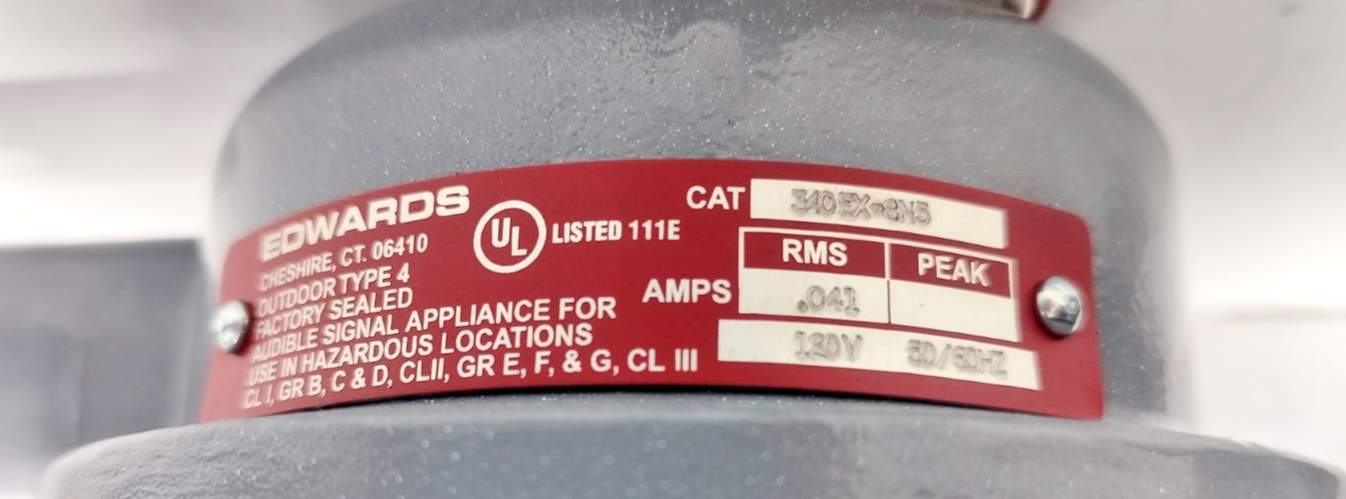 EDWARDS
CHESHIRE, CT. 06410
OUTDOOR TYPE 4
FACTORY SEALED
AUDIBLE SIGNAL APPLIANCE FOR
USE IN HAZARDOUS LOCATIONS
CL I, GR B, C & D, CLII, GR E, F, & G, CL III
UL LISTED 111E
CAT 340EX-8N5
RMS PEAK
AMPS .041
120V 50/60HZ